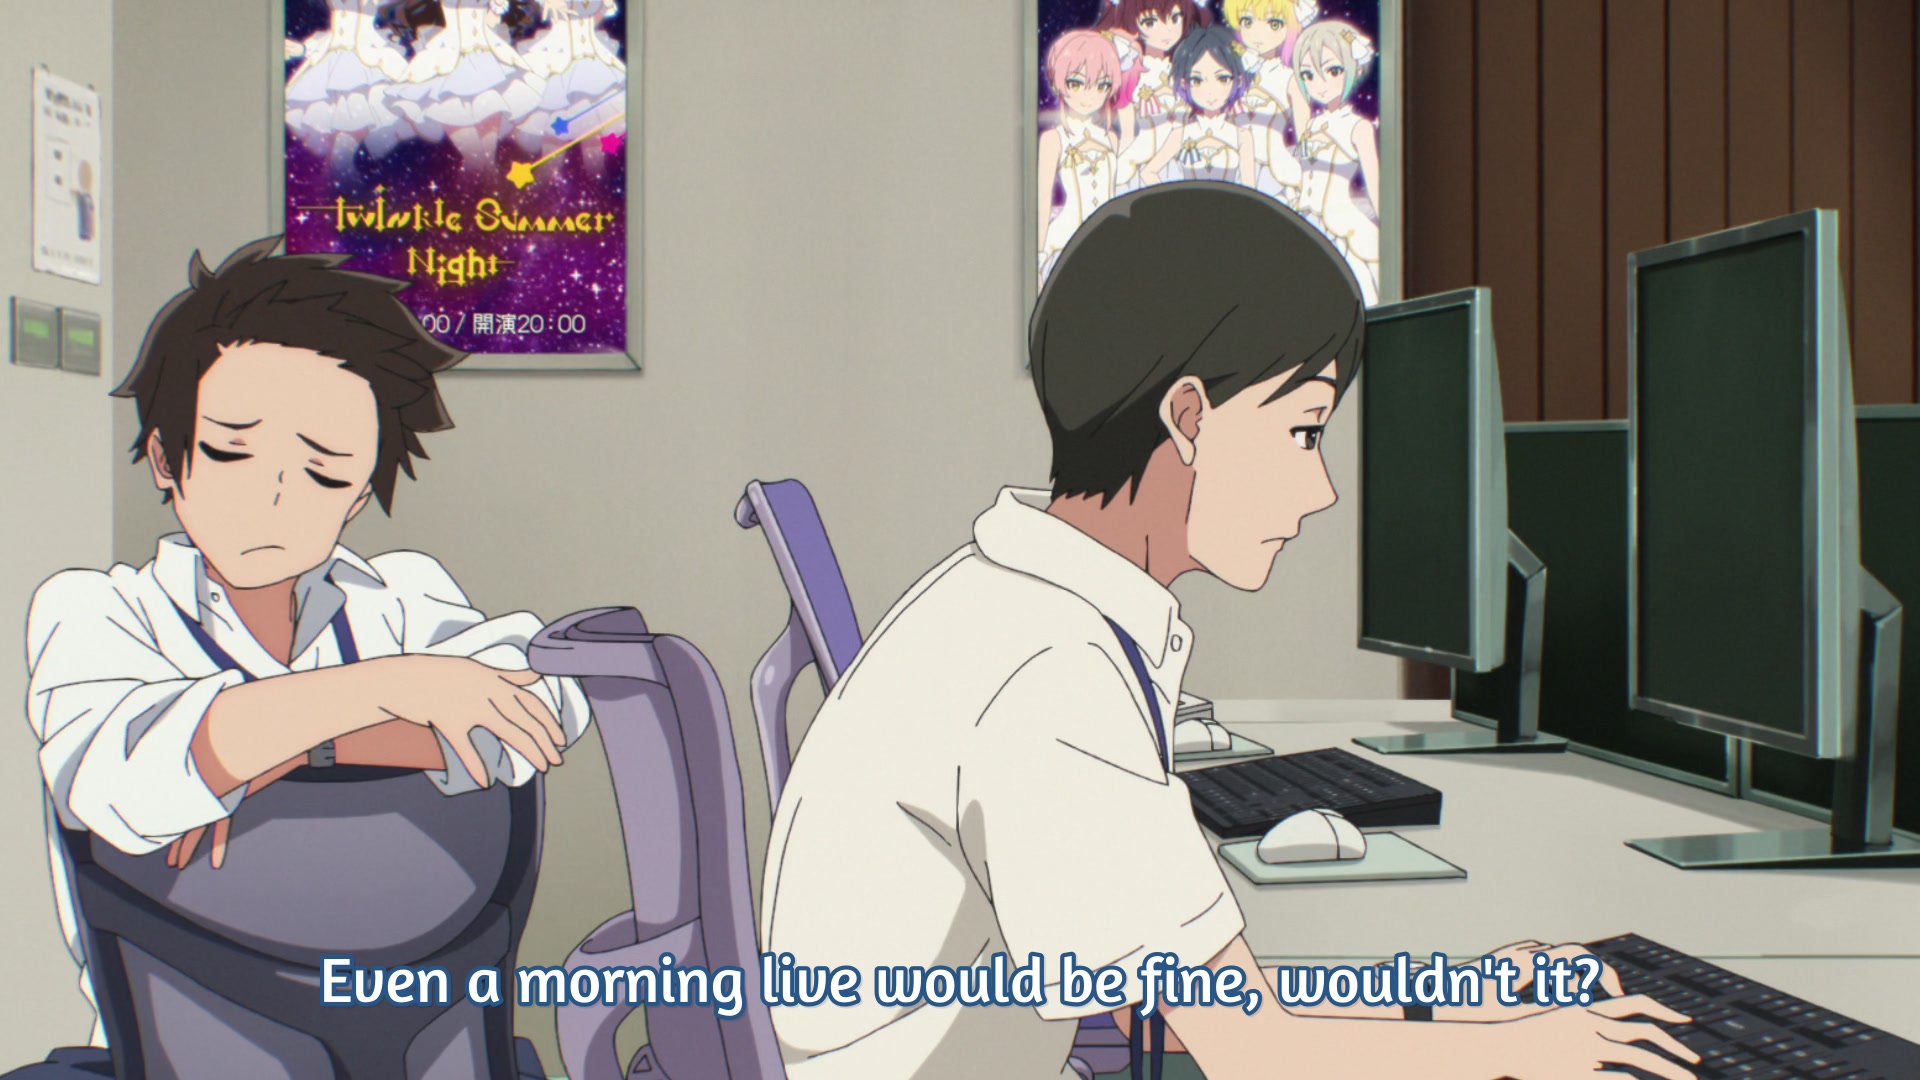 Twinkle Summer
Night
00 / 開演20:00
Even a morning live would be fine, wouldn't it?